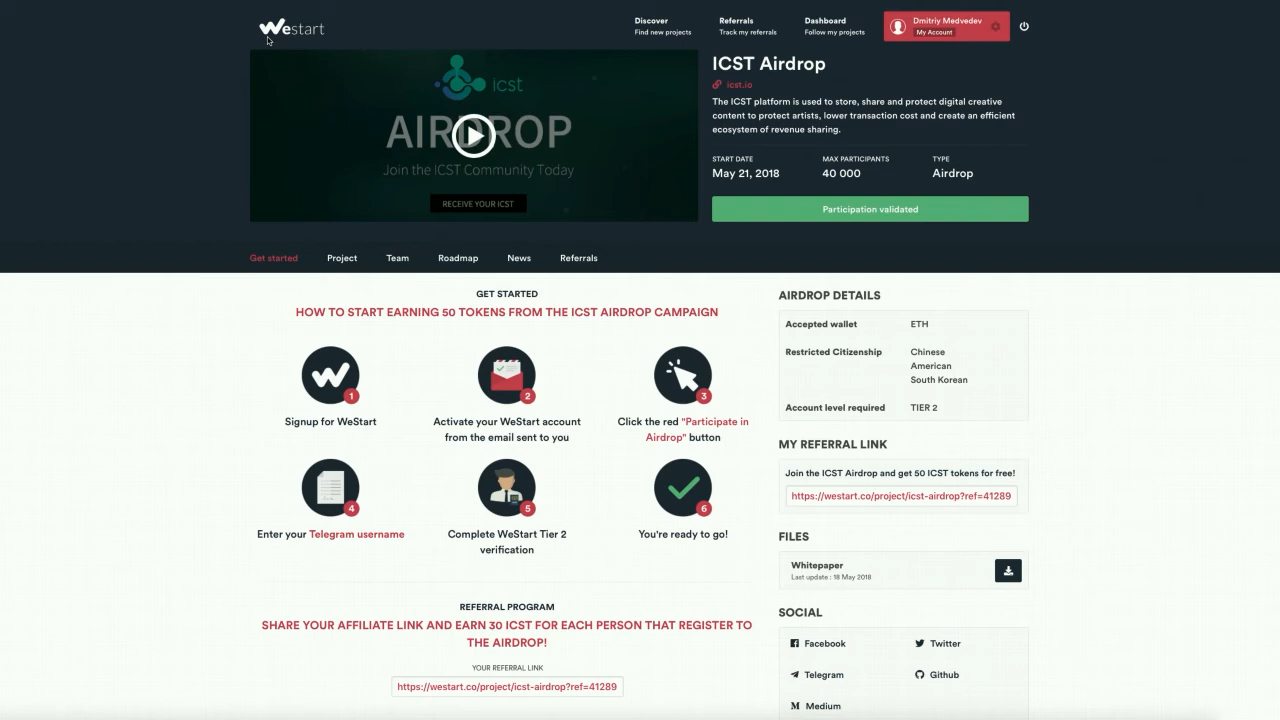 Westart
Discover
Find new projects
Referrals
Track my referrals
Dashboard
Follow my projects
Dmitriy Medvedev
My Account
icst
AIRDROP
Join the ICST Community Today
RECEIVE YOUR ICST
ICST Airdrop
icst.io
The ICST platform is used to store, share and protect digital creative
content to protect artists, lower transaction cost and create an efficient
ecosystem of revenue sharing.
START DATE
May 21, 2018
MAX PARTICIPANTS
40 000
TYPE
Airdrop
Participation validated
Get started
Project
Team
Roadmap
News
Referrals
GET STARTED
HOW TO START EARNING 50 TOKENS FROM THE ICST AIRDROP CAMPAIGN
1
Signup for WeStart
2
Activate your WeStart account
from the email sent to you
3
Click the red "Participate in
Airdrop" button
4
Enter your Telegram username
5
Complete WeStart Tier 2
verification
6
You're ready to go!
REFERRAL PROGRAM
SHARE YOUR AFFILIATE LINK AND EARN 30 ICST FOR EACH PERSON THAT REGISTER TO
THE AIRDROP!
YOUR REFERRAL LINK
https://westart.co/project/icst-airdrop?ref=41289
AIRDROP DETAILS
Accepted wallet
ETH
Restricted Citizenship
Chinese
American
South Korean
Account level required
TIER 2
MY REFERRAL LINK
Join the ICST Airdrop and get 50 ICST tokens for free!
https://westart.co/project/icst-airdrop?ref=41289
FILES
Whitepaper
Last update : 18 May 2018
SOCIAL
Facebook
Twitter
Telegram
Github
Medium